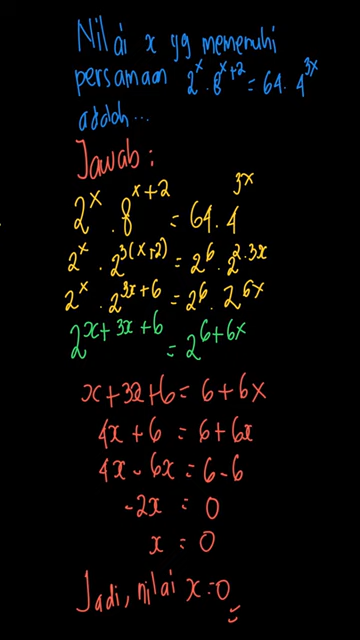 Nilai x yg memenuhi
persamaan 2^x . 8^(x+2) = 64 . 4^(3x)
adalah...
Jawab :
2^x . 8^(x+2) = 64 . 4^(3x)
2^x . 2^(3(x+2)) = 2^6 . 2^(2.3x)
2^x . 2^(3x+6) = 2^6 . 2^(6x)
2^(x+3x+6) = 2^(6+6x)
x+3x+6 = 6+6x
4x+6 = 6+6x
4x-6x = 6-6
-2x = 0
x = 0
Jadi, nilai x=0